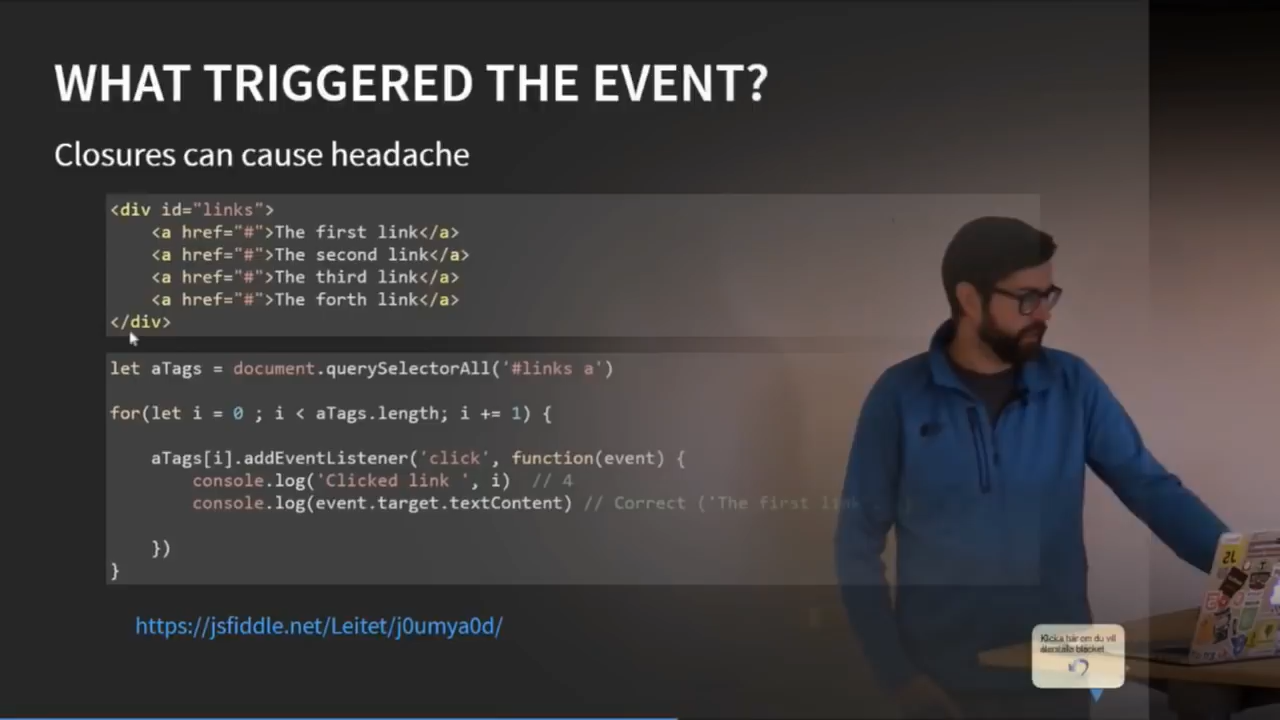 WHAT TRIGGERED THE EVENT?
Closures can cause headache
<div id="links">
<a href="#">The first link</a>
<a href="#">The second link</a>
<a href="#">The third link</a>
<a href="#">The forth link</a>
</div>
let aTags = document.querySelectorAll('#links a')
for(let i = 0 ; i < aTags.length; i += 1) {
aTags[i].addEventListener('click', function(event) {
console.log('Clicked link ', i) // 4
console.log(event.target.textContent) // Correct ('The first link
})
}
https://jsfiddle.net/Leitet/j0umya0d/
Klicka här om du vill
återställa blocket